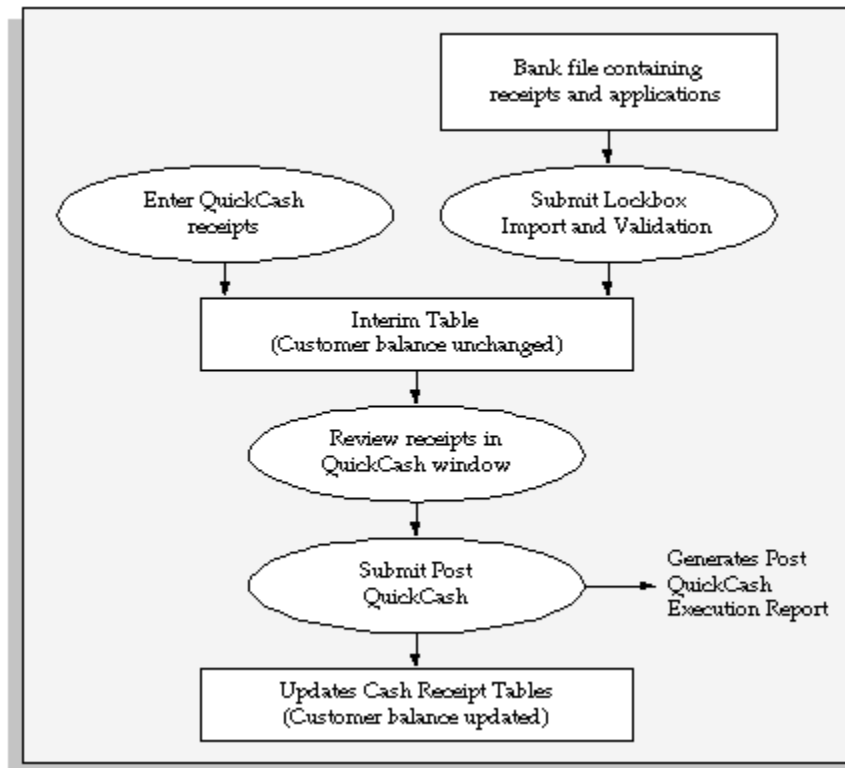 Bank file containing
receipts and applications
Enter QuickCash
receipts
Submit Lockbox
Import and Validation
Interim Table
(Customer balance unchanged)
Review receipts in
QuickCash window
Submit Post
QuickCash
Generates Post
QuickCash
Execution Report
Updates Cash Receipt Tables
(Customer balance updated)